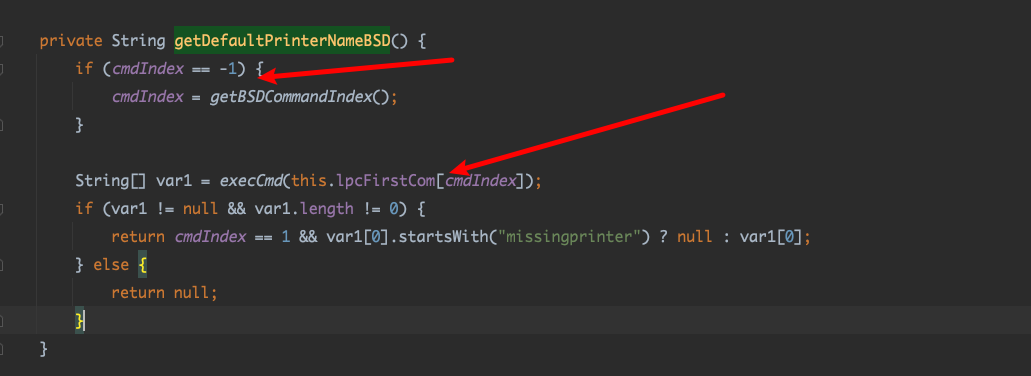 private String getDefaultPrinterNameBSD() {
if (cmdIndex == -1) {
cmdIndex = getBSDCommandIndex();
}
String[] var1 = execCmd(this.lpcFirstCom[cmdIndex]);
if (var1 != null && var1.length != 0) {
return cmdIndex == 1 && var1[0].startsWith("missingprinter") ? null : var1[0];
} else {
return null;
}
}